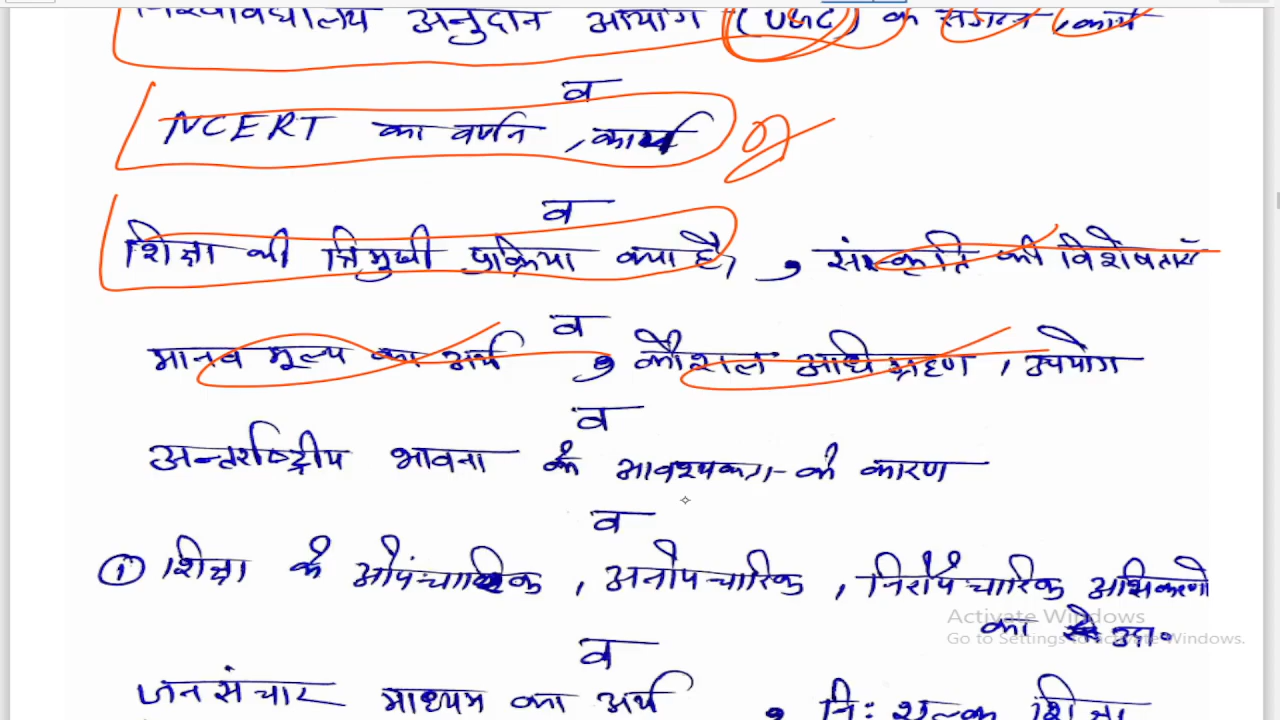 विश्वविद्यालय अनुदान आयोग (UGC) के संगठन, कार्य
व
NCERT का वर्णन, कार्य
व
शिक्षा की त्रिमुखी प्रक्रिया क्या है, , संस्कृति की विशेषताएँ
व
मानव मूल्य का अर्थ , कौशल अधिग्रहण, उपयोग
व
अन्तर्राष्ट्रीय भावना के आवश्यकता के कारण
व
① शिक्षा के औपचारिक, अनौपचारिक, निरौपचारिक अभिकरणो
का
Activate Windows
Go to Settings to activate Windows.
व
जनसंचार माध्यम का अर्थ , निः शुल्क शिक्षा